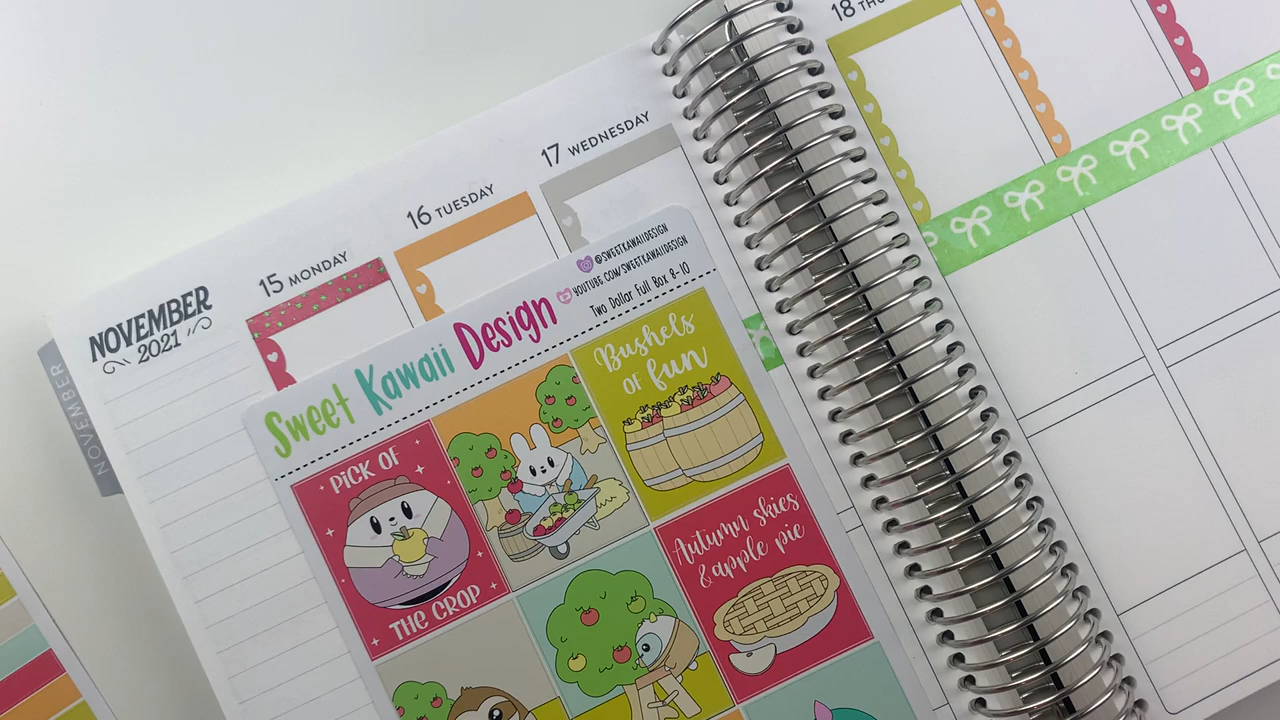 18 THU
17 WEDNESDAY
16 TUESDAY
15 MONDAY
NOVEMBER
2021
NOVEMBER
@SWEETKAWAIIDESIGN
YOUTUBE.COM/SWEETKAWAIIDESIGN
Two Dollar Full Box 8-10
Sweet Kawaii Design
PiCK OF
THE CROP
Bushels
OF fun
Autumn skies
& apple pie